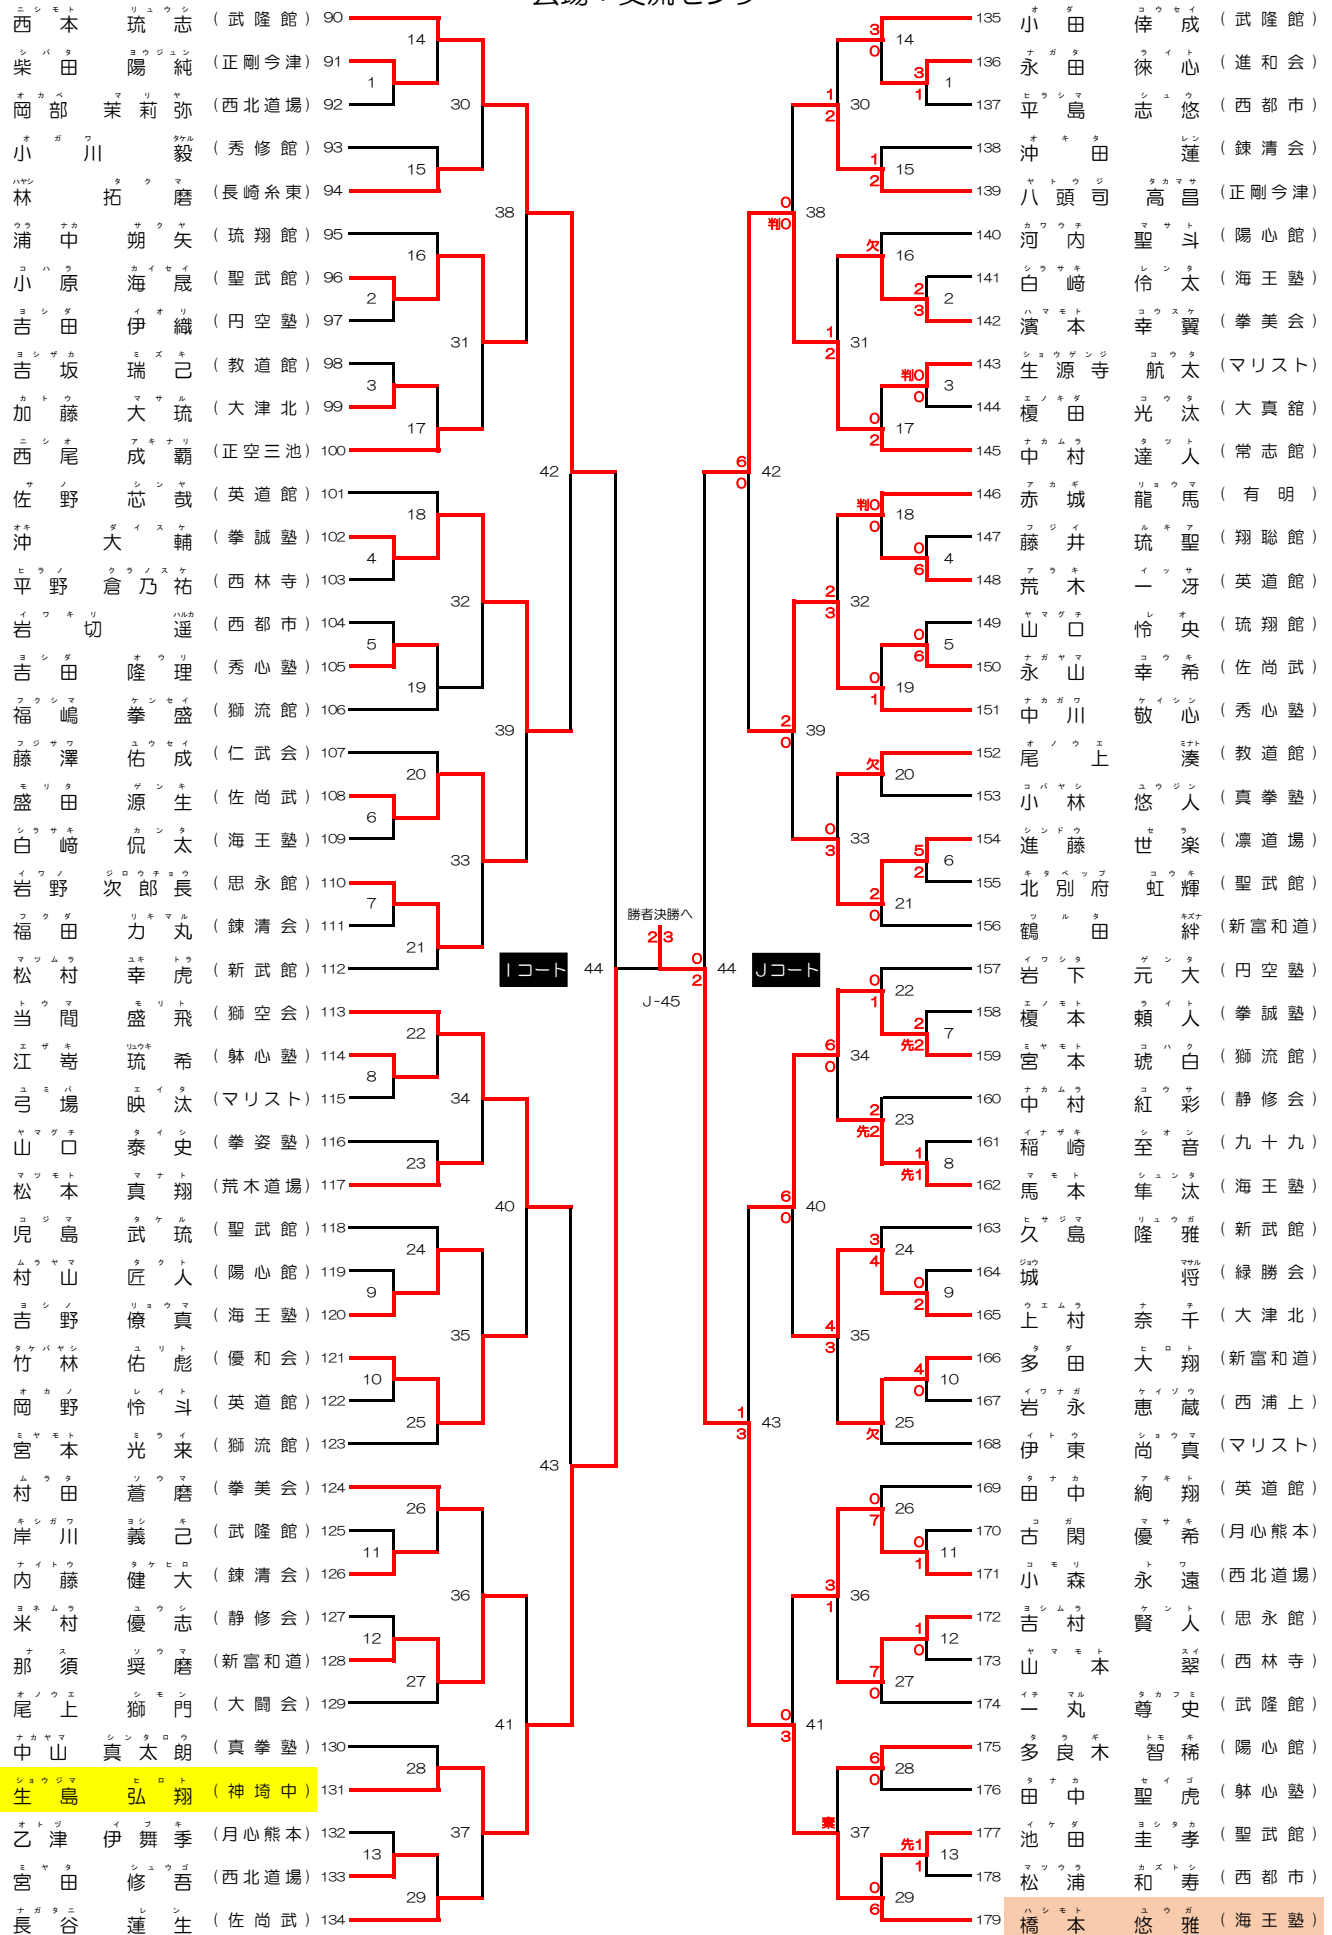 西本 琉志 (武隆館) 90
柴田 陽純 (正剛今津) 91
岡部 茉莉弥 (西北道場) 92
小川 毅 (秀修館) 93
林 拓磨 (長崎糸東) 94
浦中 朔矢 (琉翔館) 95
小原 海晟 (聖武館) 96
吉田 伊織 (円空塾) 97
吉坂 瑞己 (教道館) 98
加藤 大琉 (大津北) 99
西尾 成覇 (正空三池) 100
佐野 芯哉 (英道館) 101
沖 大輔 (拳誠塾) 102
平野 倉乃祐 (西林寺) 103
岩切 遥 (西都市) 104
吉田 隆理 (秀心塾) 105
福嶋 拳盛 (獅流館) 106
藤澤 佑成 (仁武会) 107
盛田 源生 (佐尚武) 108
白﨑 侃太 (海王塾) 109
岩野 次郎長 (思永館) 110
福田 力丸 (錬清会) 111
松村 幸虎 (新武館) 112
当間 盛飛 (獅空会) 113
江嵜 琉希 (躰心塾) 114
弓場 映汰 (マリスト) 115
山口 泰史 (拳姿塾) 116
松本 真翔 (荒木道場) 117
児島 武琉 (聖武館) 118
村山 匠人 (陽心館) 119
吉野 僚真 (海王塾) 120
竹林 佑彪 (優和会) 121
岡野 怜斗 (英道館) 122
宮本 光来 (獅流館) 123
村田 蒼磨 (拳美会) 124
岸川 義己 (武隆館) 125
内藤 健大 (錬清会) 126
米村 優志 (静修会) 127
那須 奨磨 (新富和道) 128
尾上 獅門 (大闘会) 129
中山 真太朗 (真拳塾) 130
生島 弘翔 (神埼中) 131
乙津 伊舞季 (月心熊本) 132
宮田 修吾 (西北道場) 133
長谷 蓮生 (佐尚武) 134
Iコート
勝者決勝へ
2 3
J-45
Jコート
135 小田 倖成 (武隆館)
136 永田 徠心 (進和会)
137 平島 志悠 (西都市)
138 沖田 蓮 (錬清会)
139 八頭司 高昌 (正剛今津)
140 河内 聖斗 (陽心館)
141 白﨑 伶太 (海王塾)
142 濱本 幸翼 (拳美会)
143 生源寺 航太 (マリスト)
144 榎田 光汰 (大真舘)
145 中村 達人 (常志館)
146 赤城 龍馬 (有明)
147 藤井 琉聖 (翔聡館)
148 荒木 一冴 (英道館)
149 山口 怜央 (琉翔館)
150 永山 幸希 (佐尚武)
151 中川 敬心 (秀心塾)
152 尾上 湊 (教道館)
153 小林 悠人 (真拳塾)
154 進藤 世楽 (凛道場)
155 北別府 虹輝 (聖武館)
156 鶴田 絆 (新富和道)
157 岩下 元大 (円空塾)
158 榎本 頼人 (拳誠塾)
159 宮本 琥白 (獅流館)
160 中村 紅彩 (静修会)
161 稲崎 至音 (九十九)
162 馬本 隼汰 (海王塾)
163 久島 隆雅 (新武館)
164 城 将 (緑勝会)
165 上村 奈千 (大津北)
166 多田 大翔 (新富和道)
167 岩永 恵蔵 (西浦上)
168 伊東 尚真 (マリスト)
169 田中 絢翔 (英道館)
170 古閑 優希 (月心熊本)
171 小森 永遠 (西北道場)
172 吉村 賢人 (思永館)
173 山本 翠 (西林寺)
174 一丸 尊史 (武隆館)
175 多良木 智稀 (陽心館)
176 田中 聖虎 (躰心塾)
177 池田 圭孝 (聖武館)
178 松浦 和寿 (西都市)
179 橋本 悠雅 (海王塾)